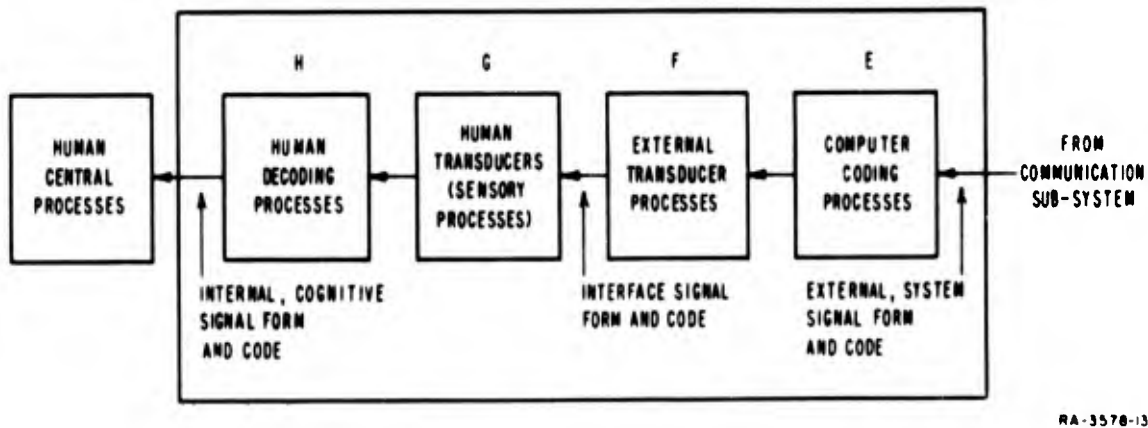 H
G
F
E
HUMAN
CENTRAL
PROCESSES
HUMAN
DECODING
PROCESSES
HUMAN
TRANSDUCERS
(SENSORY
PROCESSES)
EXTERNAL
TRANSDUCER
PROCESSES
COMPUTER
CODING
PROCESSES
FROM
COMMUNICATION
SUB-SYSTEM
INTERNAL, COGNITIVE
SIGNAL FORM
AND CODE
INTERFACE SIGNAL
FORM AND CODE
EXTERNAL, SYSTEM
SIGNAL FORM
AND CODE
RA-3578-13